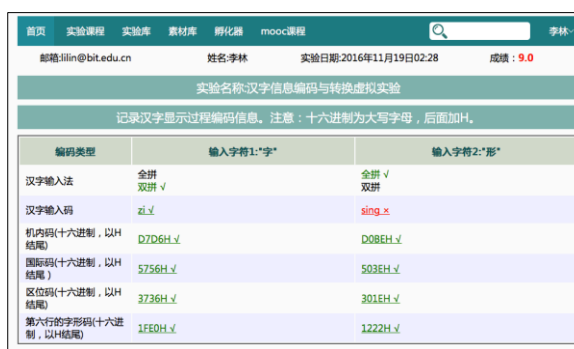 首页 实验课程 实验库 素材库 孵化器 mooc课程 李林
邮箱:lilin@bit.edu.cn 姓名:李林 实验日期:2016年11月19日02:28 成绩：9.0
实验名称:汉字信息编码与转换虚拟实验
记录汉字显示过程编码信息。注意：十六进制为大写字母，后面加H。
编码类型 输入字符1:"字" 输入字符2:"形"
汉字输入法 全拼 全拼 √
双拼 √ 双拼
汉字输入码 zi √ sing ×
机内码(十六进制，以H
结尾) D7D6H √ D0BEH √
国际码(十六进制，以H
结尾） 5756H √ 503EH √
区位码(十六进制，以H
结尾) 3736H √ 301EH √
第六行的字形码(十六进
制，以H结尾) 1FE0H √ 1222H √